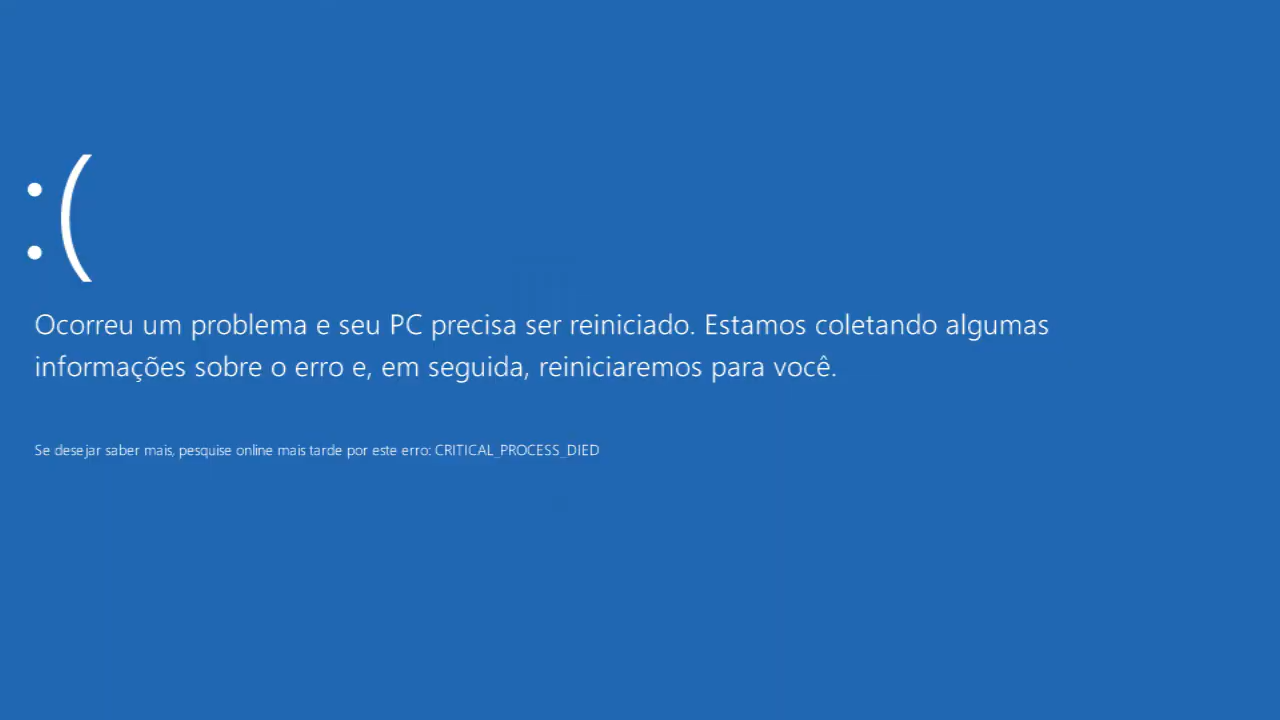 :(
Ocorreu um problema e seu PC precisa ser reiniciado. Estamos coletando algumas
informações sobre o erro e, em seguida, reiniciaremos para você.
Se desejar saber mais, pesquise online mais tarde por este erro: CRITICAL_PROCESS_DIED